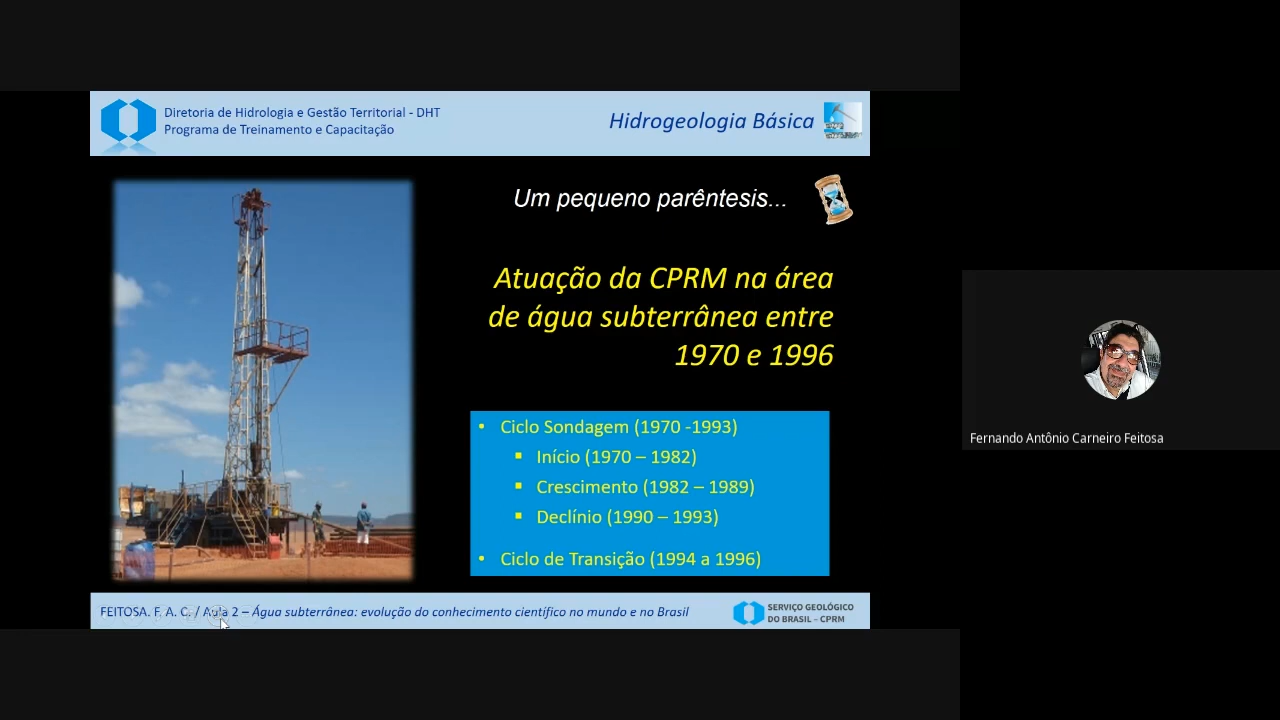 Diretoria de Hidrologia e Gestão Territorial - DHT
Programa de Treinamento e Capacitação
Hidrogeologia Básica
Um pequeno parêntesis...
Atuação da CPRM na área
de água subterrânea entre
1970 e 1996
• Ciclo Sondagem (1970 -1993)
▪ Início (1970 – 1982)
▪ Crescimento (1982 – 1989)
▪ Declínio (1990 – 1993)
• Ciclo de Transição (1994 a 1996)
FEITOSA. F. A. C. / Aula 2 – Água subterrânea: evolução do conhecimento científico no mundo e no Brasil
SERVIÇO GEOLÓGICO
DO BRASIL – CPRM
Fernando Antônio Carneiro Feitosa